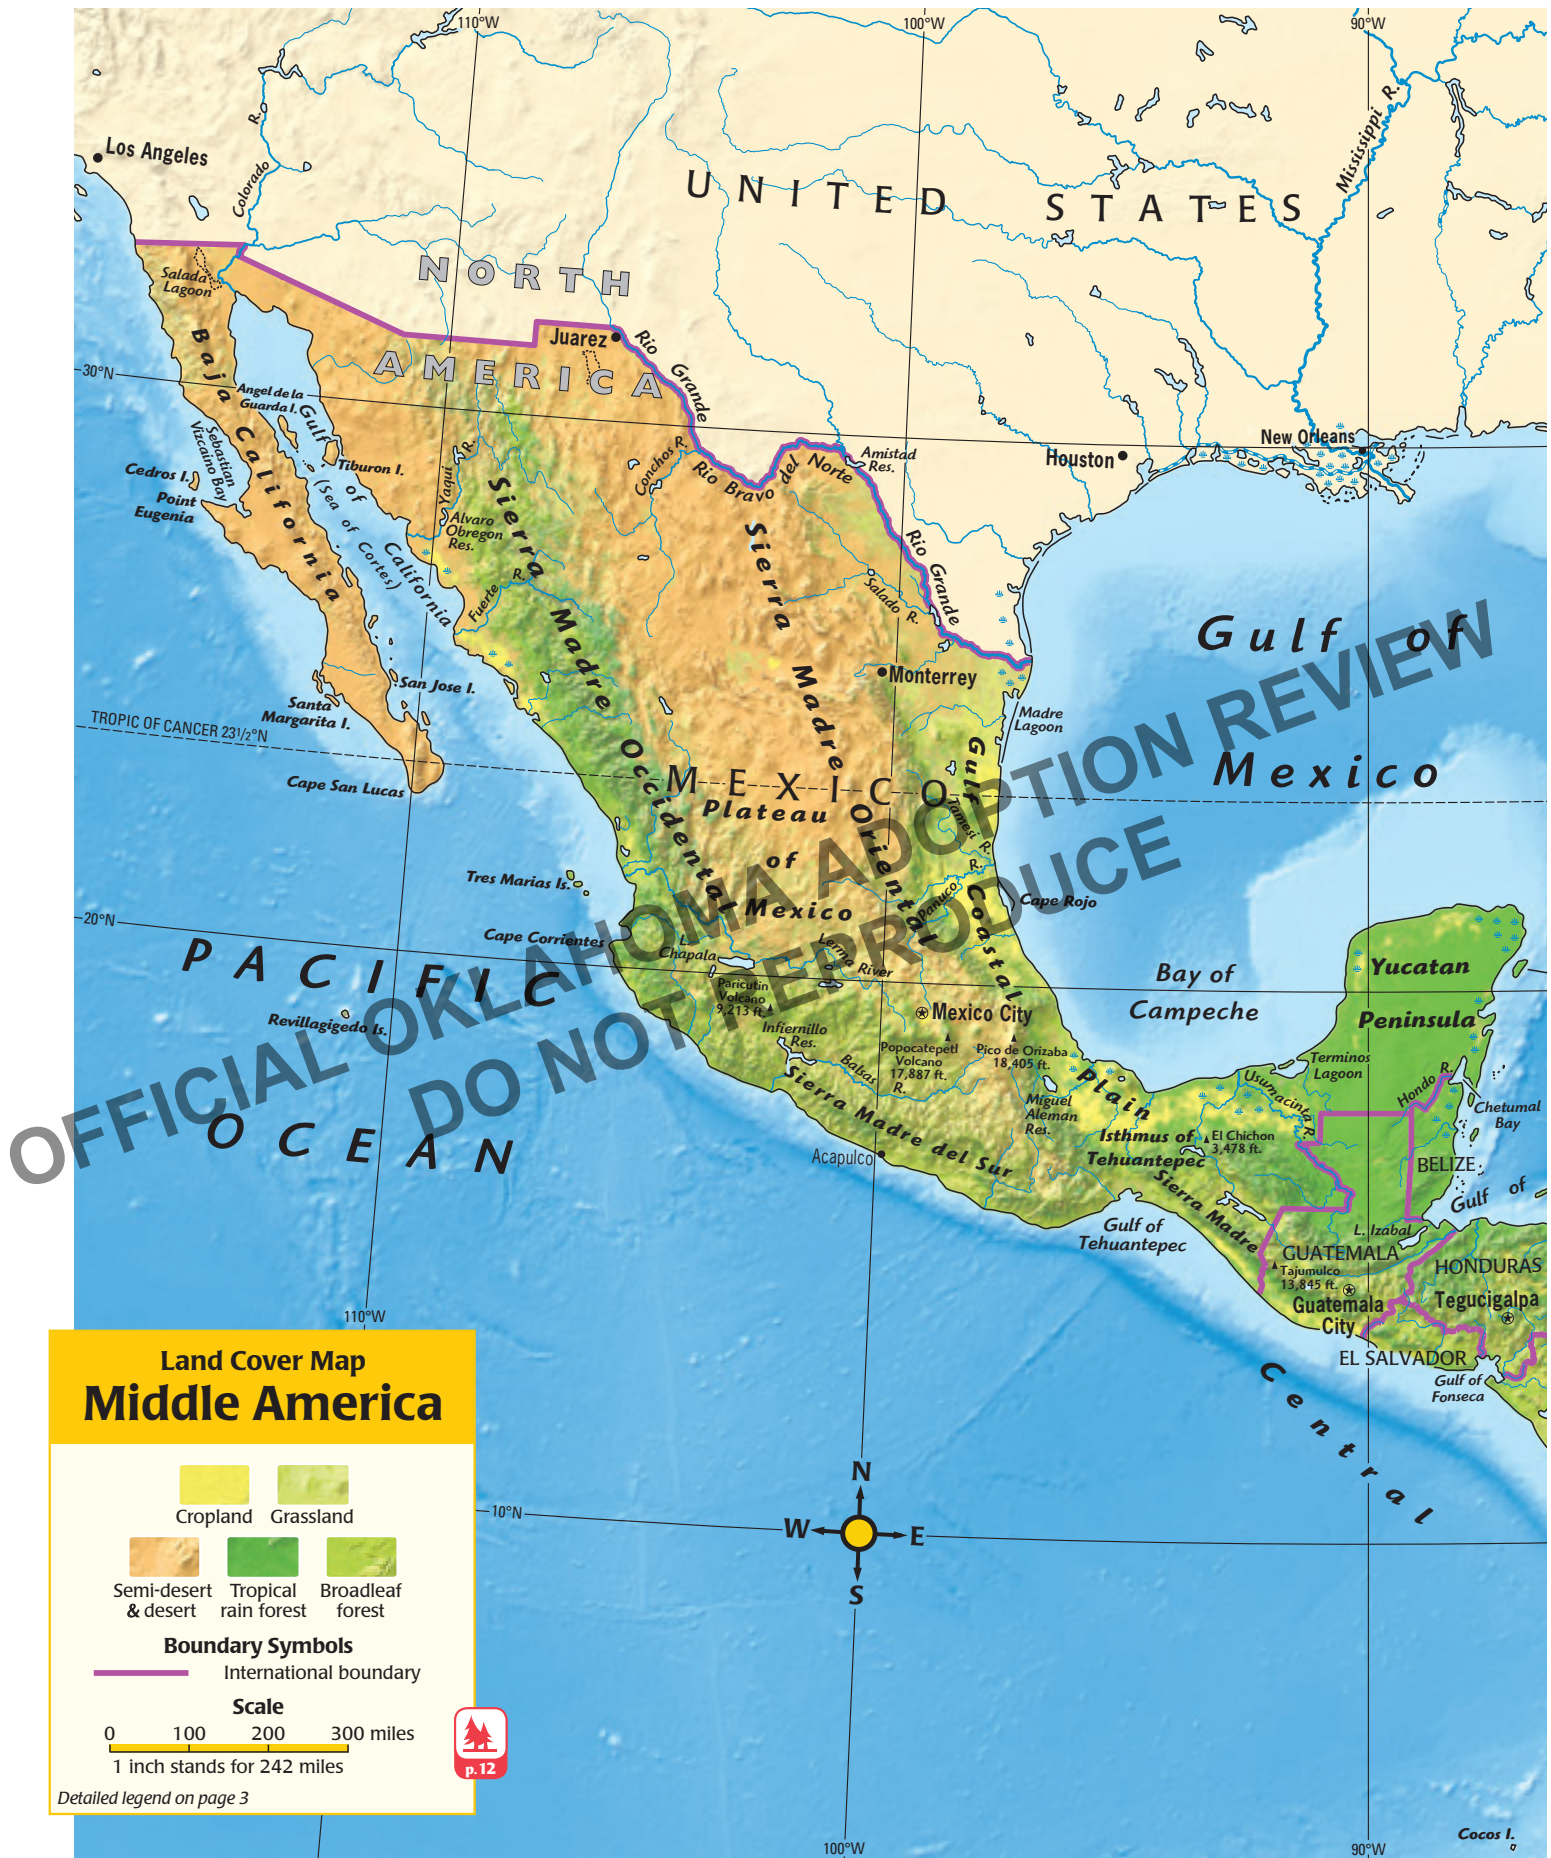 110°W
100°W
90°W
Los Angeles
Colorado R.
Mississippi R.
UNITED STATES
NORTH
AMERICA
Salada
Lagoon
Juarez
Rio Grande
30°N
Baja California
Angel de la
Guarda I.
Gulf of California
(Sea of Cortes)
Sebastian
Vizcaino Bay
Cedros I.
Point
Eugenia
Tiburon I.
Yaqui R.
Alvaro
Obregon
Res.
Conchos R.
Rio Bravo del Norte
Amistad
Res.
Houston
New Orleans
Sierra Madre Occidental
Sierra Madre Oriental
Fuerte R.
Salado R.
Rio Grande
Gulf of
Mexico
Monterrey
San Jose I.
Santa
Margarita I.
Madre
Lagoon
TROPIC OF CANCER 231/2°N
Cape San Lucas
MEXICO
Plateau
of
Mexico
Gulf Coastal Plain
Tamesi R.
Panuco R.
Cape Rojo
Tres Marias Is.
20°N
Cape Corrientes
L.
Chapala
Lerma River
PACIFIC
OCEAN
Revillagigedo Is.
Paricutin
Volcano
9,213 ft.
Mexico City
Infiernillo
Res.
Popocatepetl
Volcano
17,887 ft.
Pico de Orizaba
18,405 ft.
Balsas R.
Sierra Madre del Sur
Miguel
Aleman
Res.
Acapulco
Bay of
Campeche
Yucatan
Peninsula
Terminos
Lagoon
Usumacinta R.
Hondo R.
Chetumal
Bay
Isthmus of
Tehuantepec
El Chichon
3,478 ft.
BELIZE
Gulf of
Sierra Madre
Gulf of
Tehuantepec
L. Izabal
GUATEMALA
Tajumulco
13,845 ft.
HONDURAS
Guatemala
City
Tegucigalpa
EL SALVADOR
Gulf of
Fonseca
Central
OFFICIAL OKLAHOMA ADOPTION REVIEW
DO NOT REPRODUCE
110°W
Land Cover Map
Middle America
Cropland Grassland
Semi-desert
& desert
Tropical
rain forest
Broadleaf
forest
Boundary Symbols
International boundary
Scale
0 100 200 300 miles
1 inch stands for 242 miles
Detailed legend on page 3
p.12
10°N
N
W E
S
Cocos I.
100°W
90°W